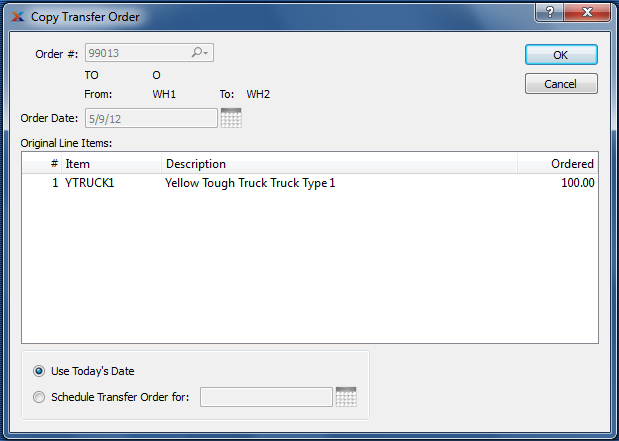 Copy Transfer Order
?
Order #: 99013
OK
TO O
Cancel
From: WH1 To: WH2
Order Date: 5/9/12
Original Line Items:
# Item Description Ordered
1 YTRUCK1 Yellow Tough Truck Truck Type 1 100.00
Use Today's Date
Schedule Transfer Order for: